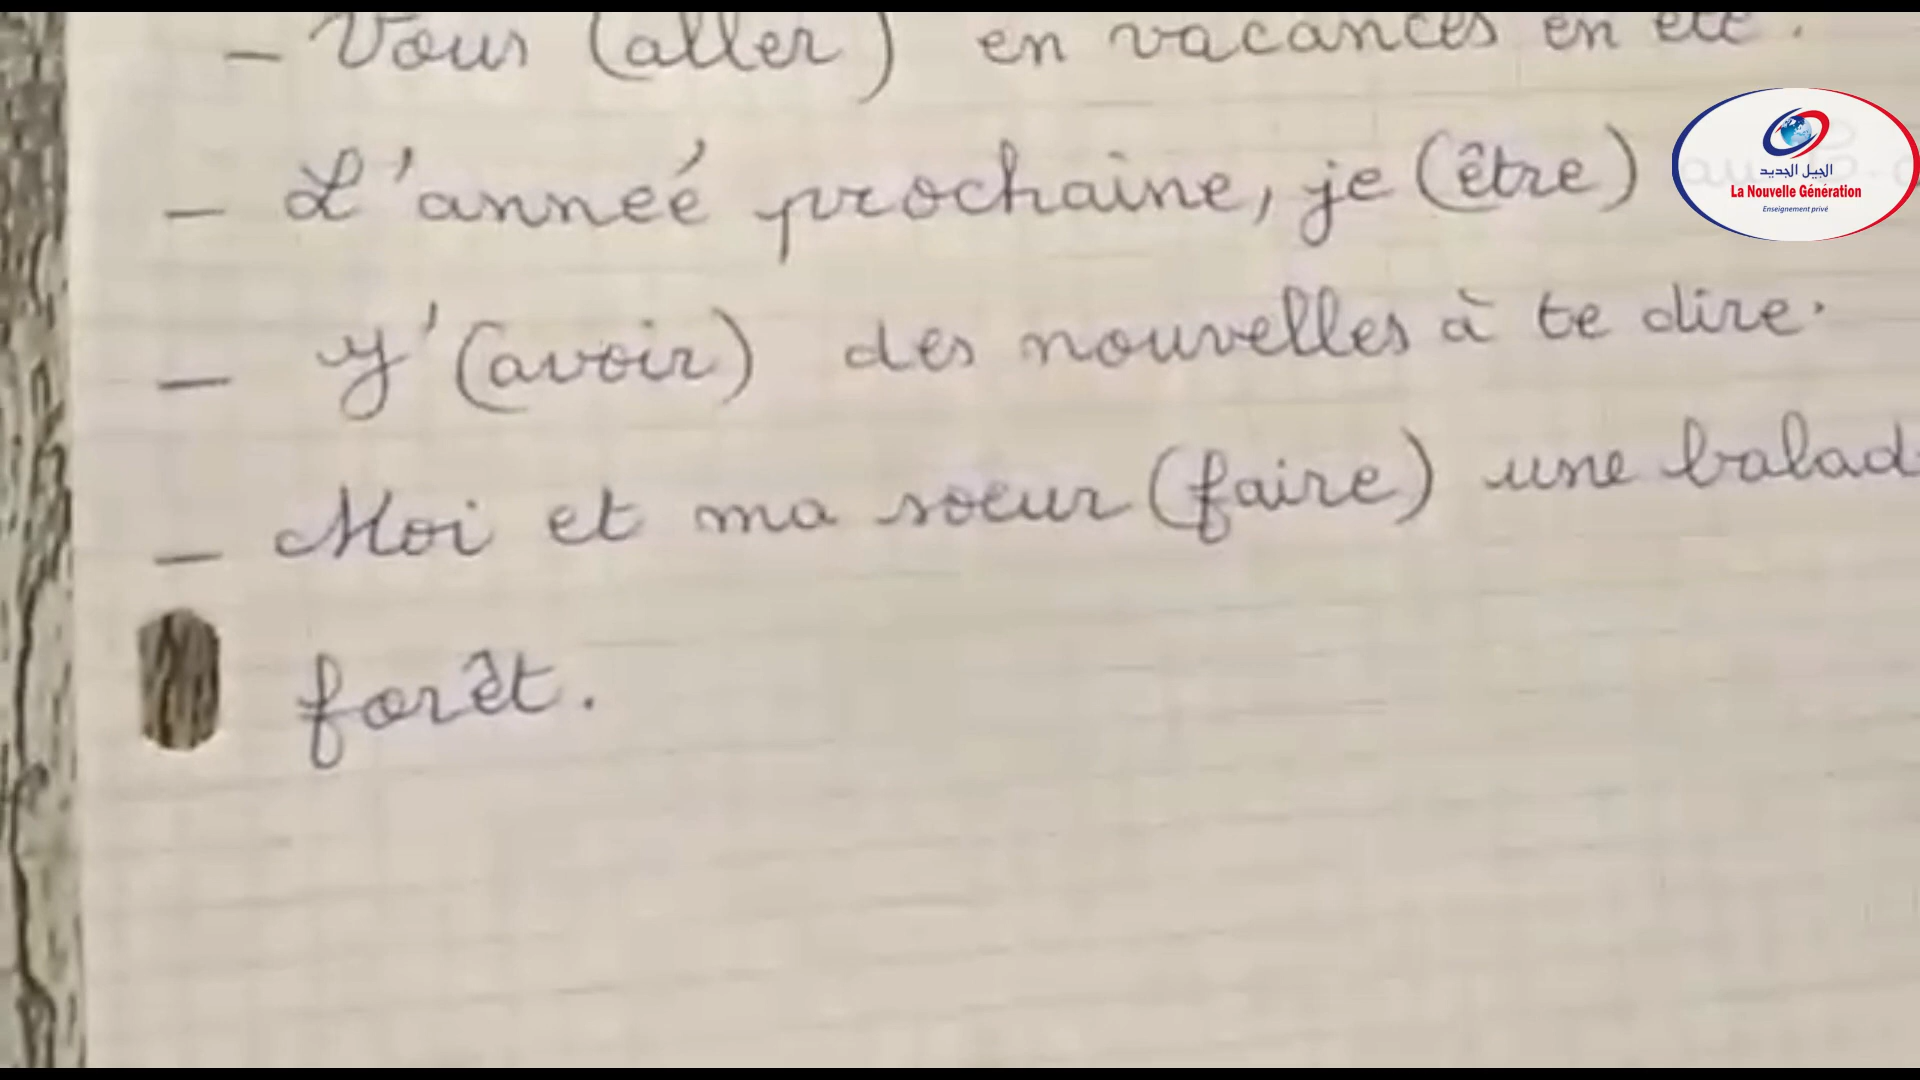 - Vous (aller) en vacances en été.
- L'anneé prochaine, je (être)
- J'(avoir) des nouvelles à te dire.
- Moi et ma soeur (faire) une balad
forêt.
الجيل الجديد
La Nouvelle Génération
Enseignement privé